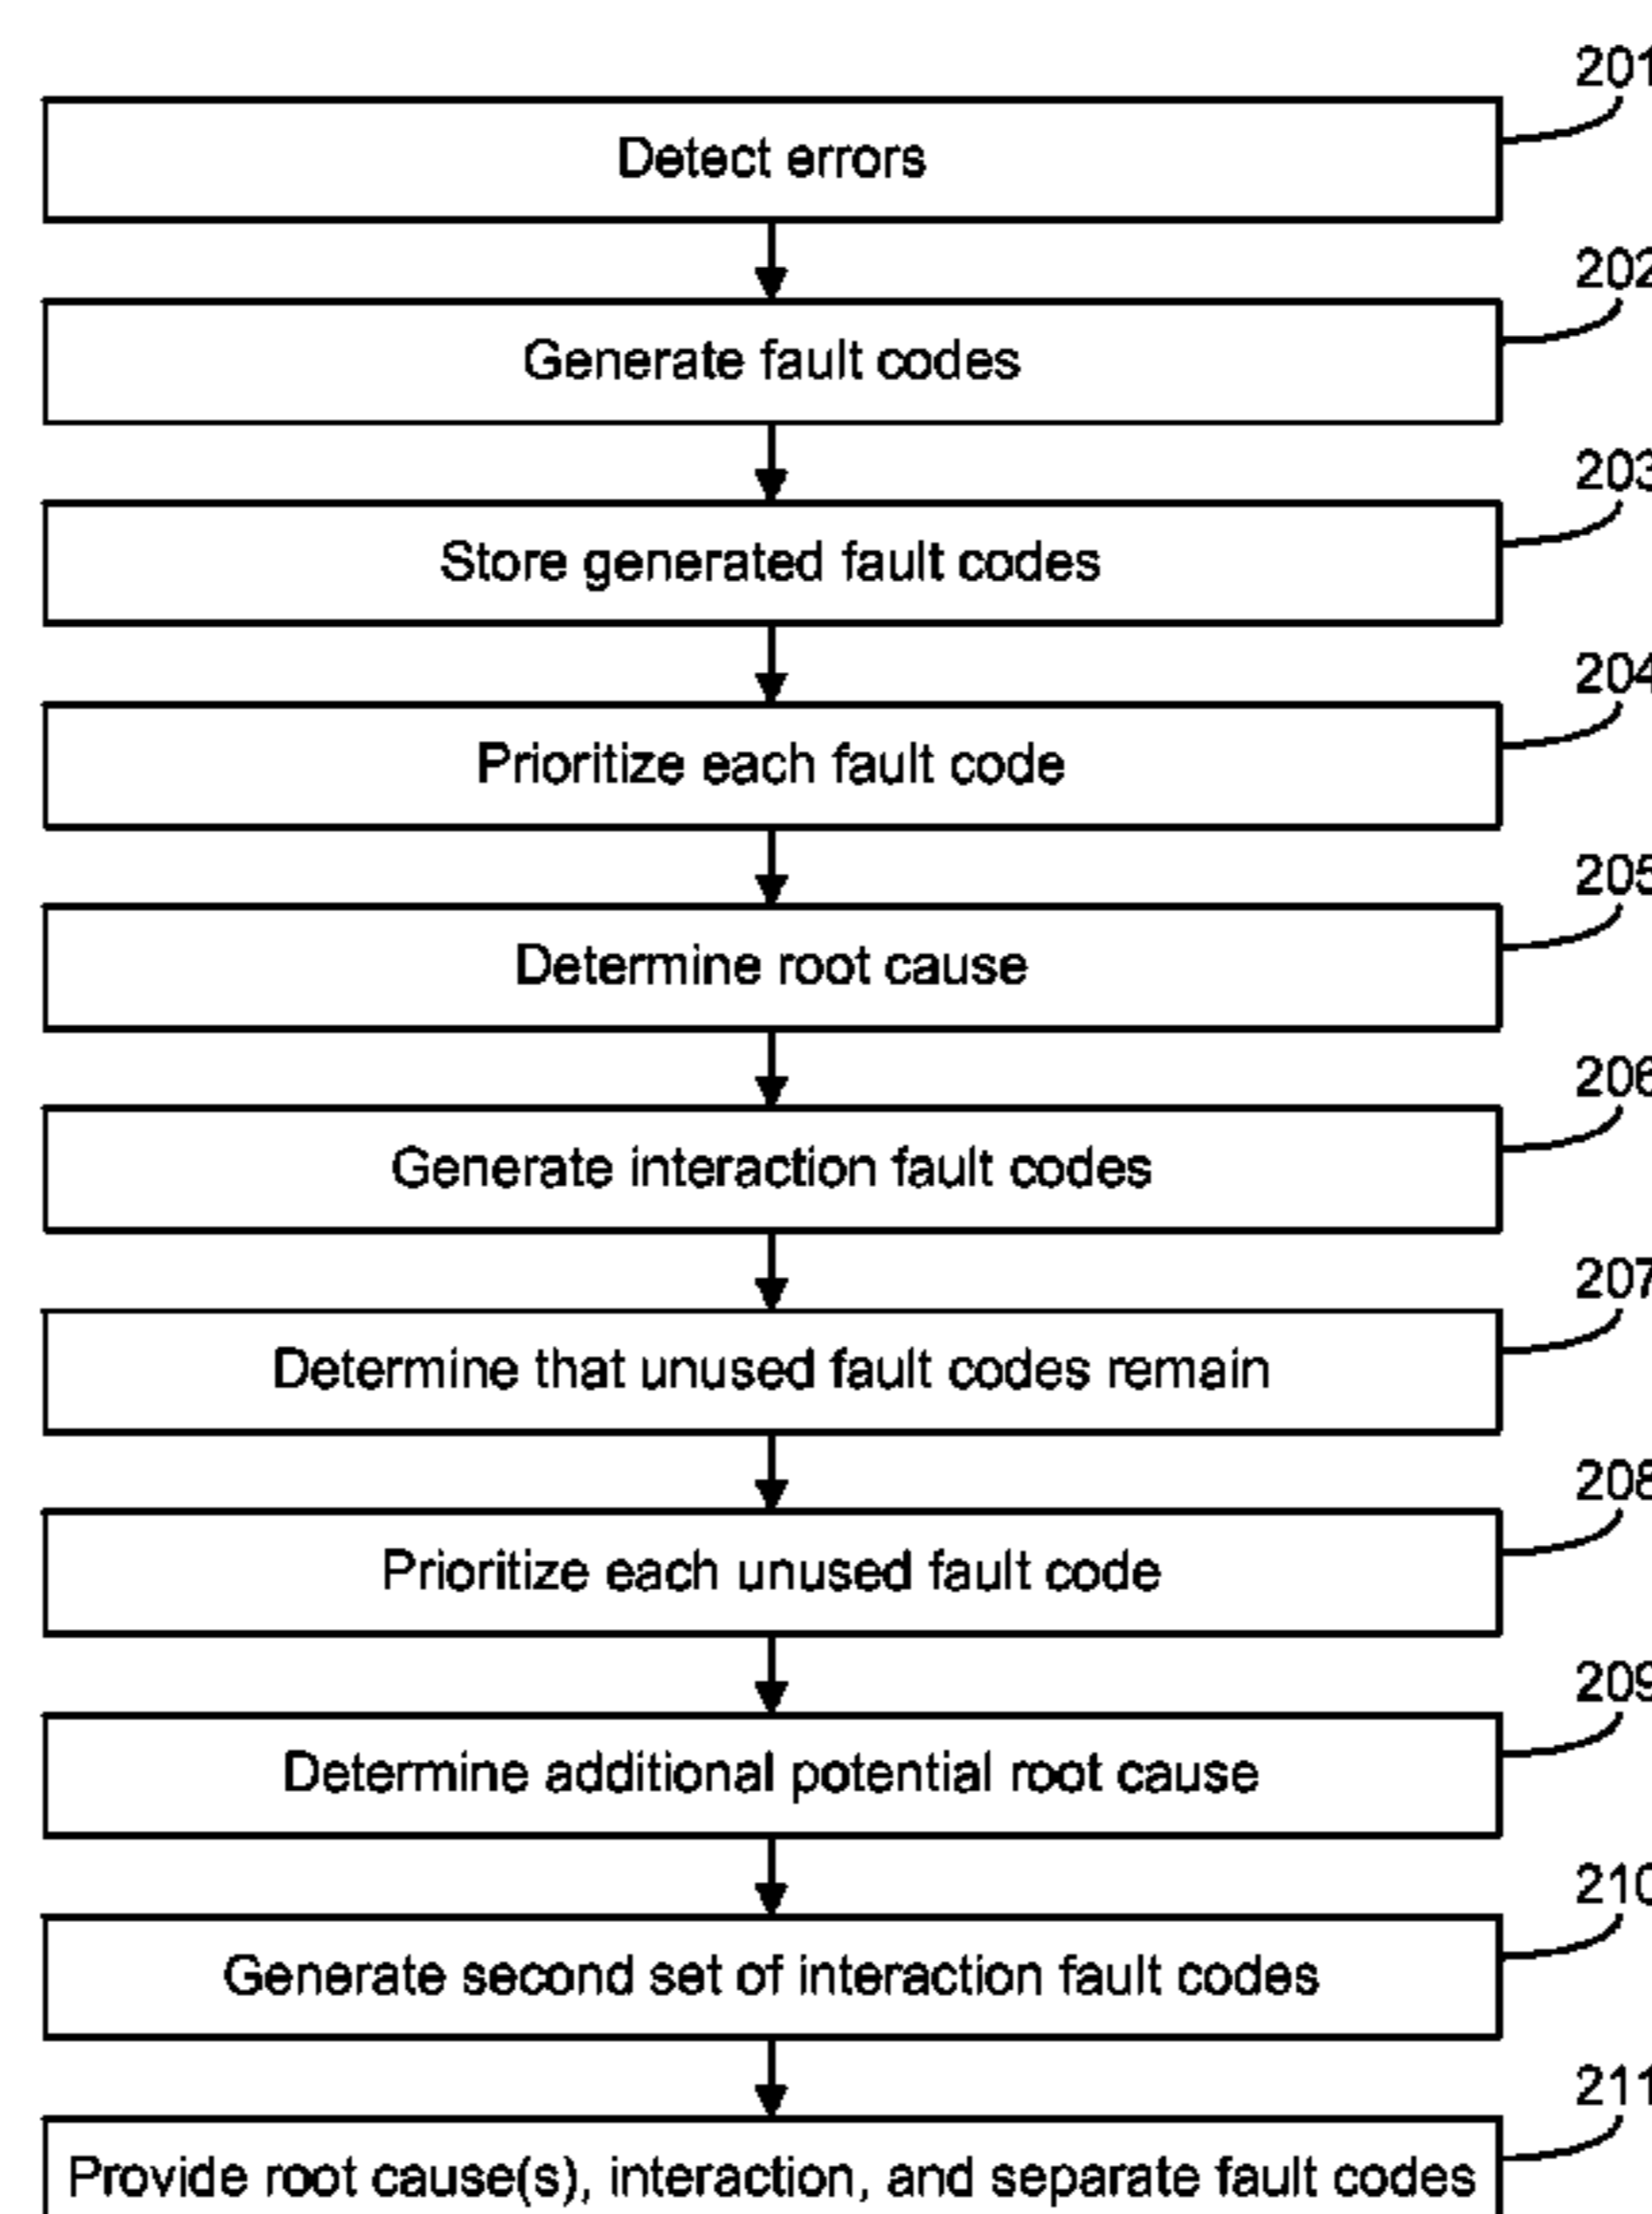 201
Detect errors
202
Generate fault codes
203
Store generated fault codes
204
Prioritize each fault code
205
Determine root cause
206
Generate interaction fault codes
207
Determine that unused fault codes remain
208
Prioritize each unused fault code
209
Determine additional potential root cause
210
Generate second set of interaction fault codes
211
Provide root cause(s), interaction, and separate fault codes